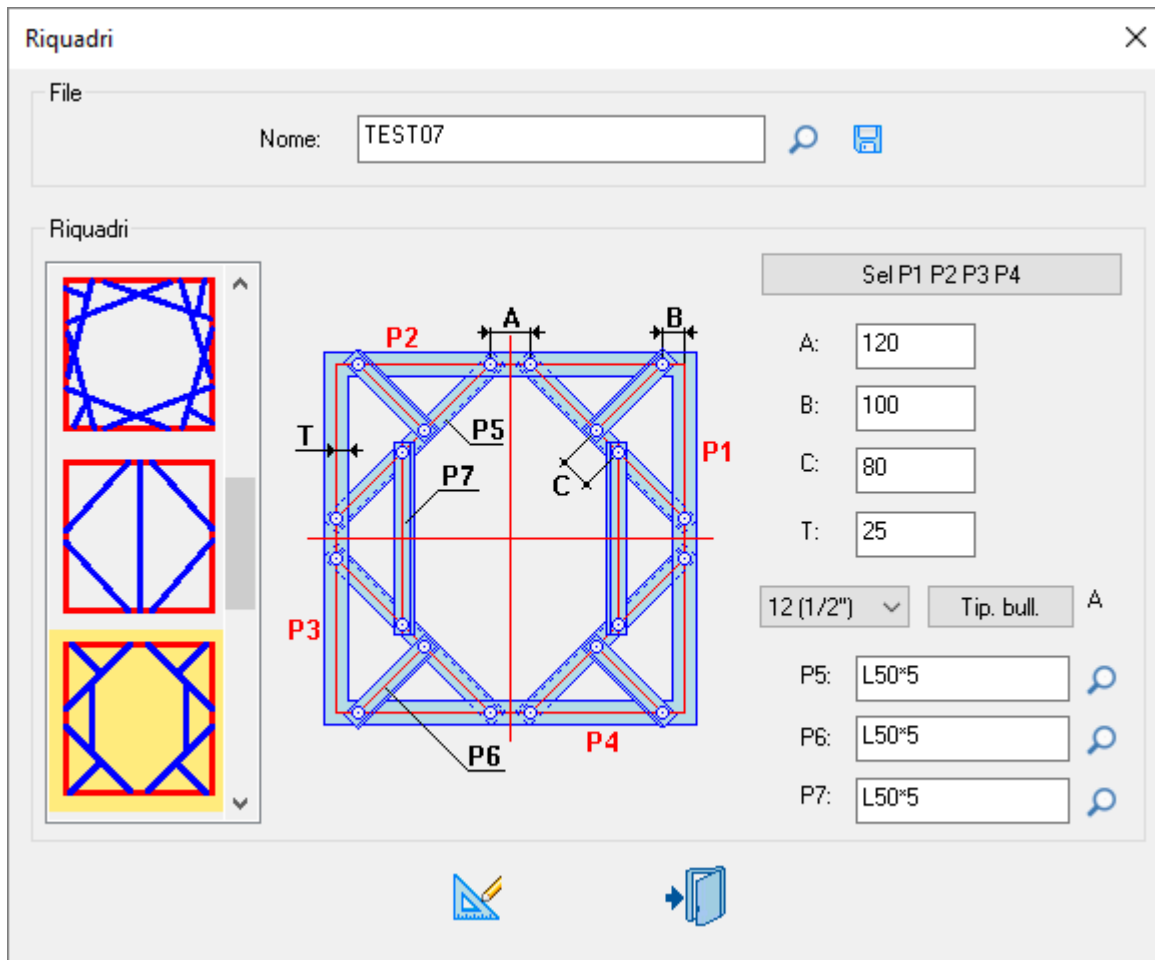 Riquadri
File
Nome: TEST07
Riquadri
Sel P1 P2 P3 P4
A: 120
B: 100
C: 80
T: 25
12 (1/2") Tip. bull. A
P5: L50*5
P6: L50*5
P7: L50*5
A B
P2
T P5 P1
P7 C
P3
P4
P6